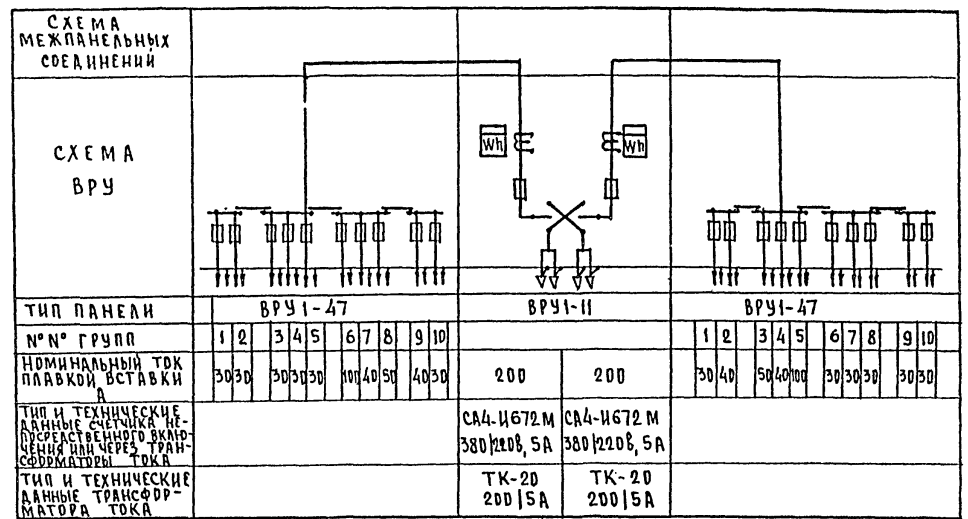 СХЕМА
МЕЖПАНЕЛЬНЫХ
СОЕДИНЕНИЙ
СХЕМА
ВРУ
Wh Wh
ТИП ПАНЕЛИ ВРУ1-47 ВРУ1-11 ВРУ1-47
N°N° ГРУПП 1 2 3 4 5 6 7 8 9 10 1 2 3 4 5 6 7 8 9 10
НОМИНАЛЬНЫЙ ТОК
ПЛАВКОЙ ВСТАВКИ
А
30 30 30 30 30 100 40 50 40 30 200 200 30 40 50 40 100 30 30 30 30 30
ТИП И ТЕХНИЧЕСКИЕ
ДАННЫЕ СЧЕТЧИКА НЕ-
ПОСРЕДСТВЕННОГО ВКЛЮ-
ЧЕНИЯ ИЛИ ЧЕРЕЗ ТРАН-
СФОРМАТОРЫ ТОКА
СА4-И672М
380/220В, 5А
СА4-И672М
380/220В, 5А
ТИП И ТЕХНИЧЕСКИЕ
ДАННЫЕ ТРАНСФОР-
МАТОРА ТОКА
ТК-20
200/5А
ТК-20
200/5А